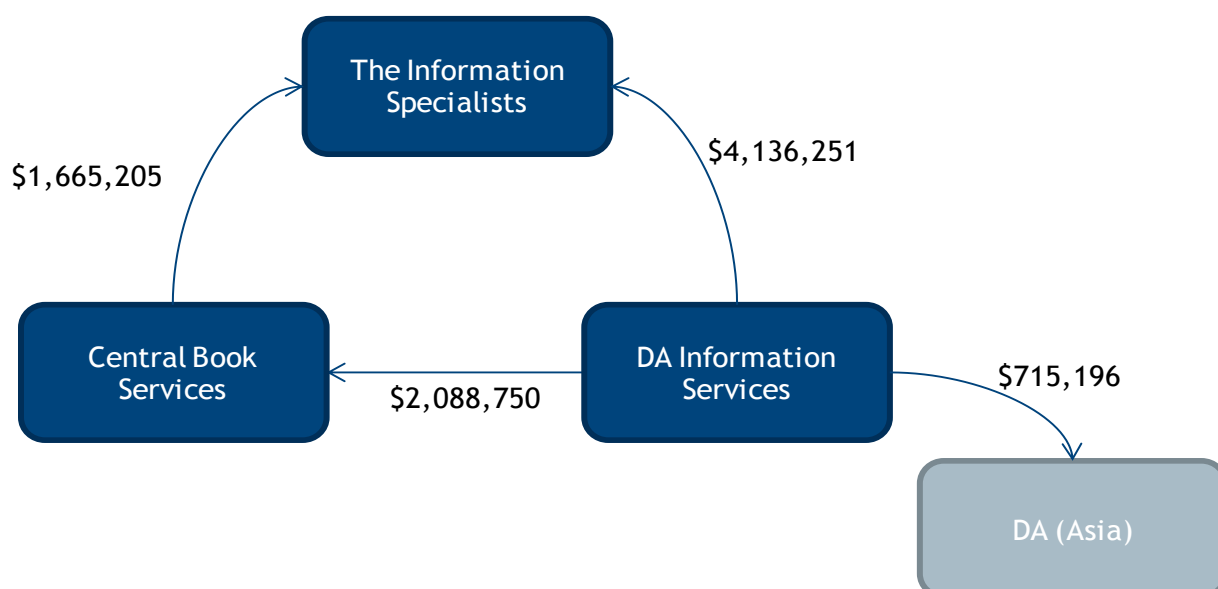 The Information
Specialists
$4,136,251
$1,665,205
Central Book
Services
DA Information
Services
$2,088,750
$715,196
DA (Asia)